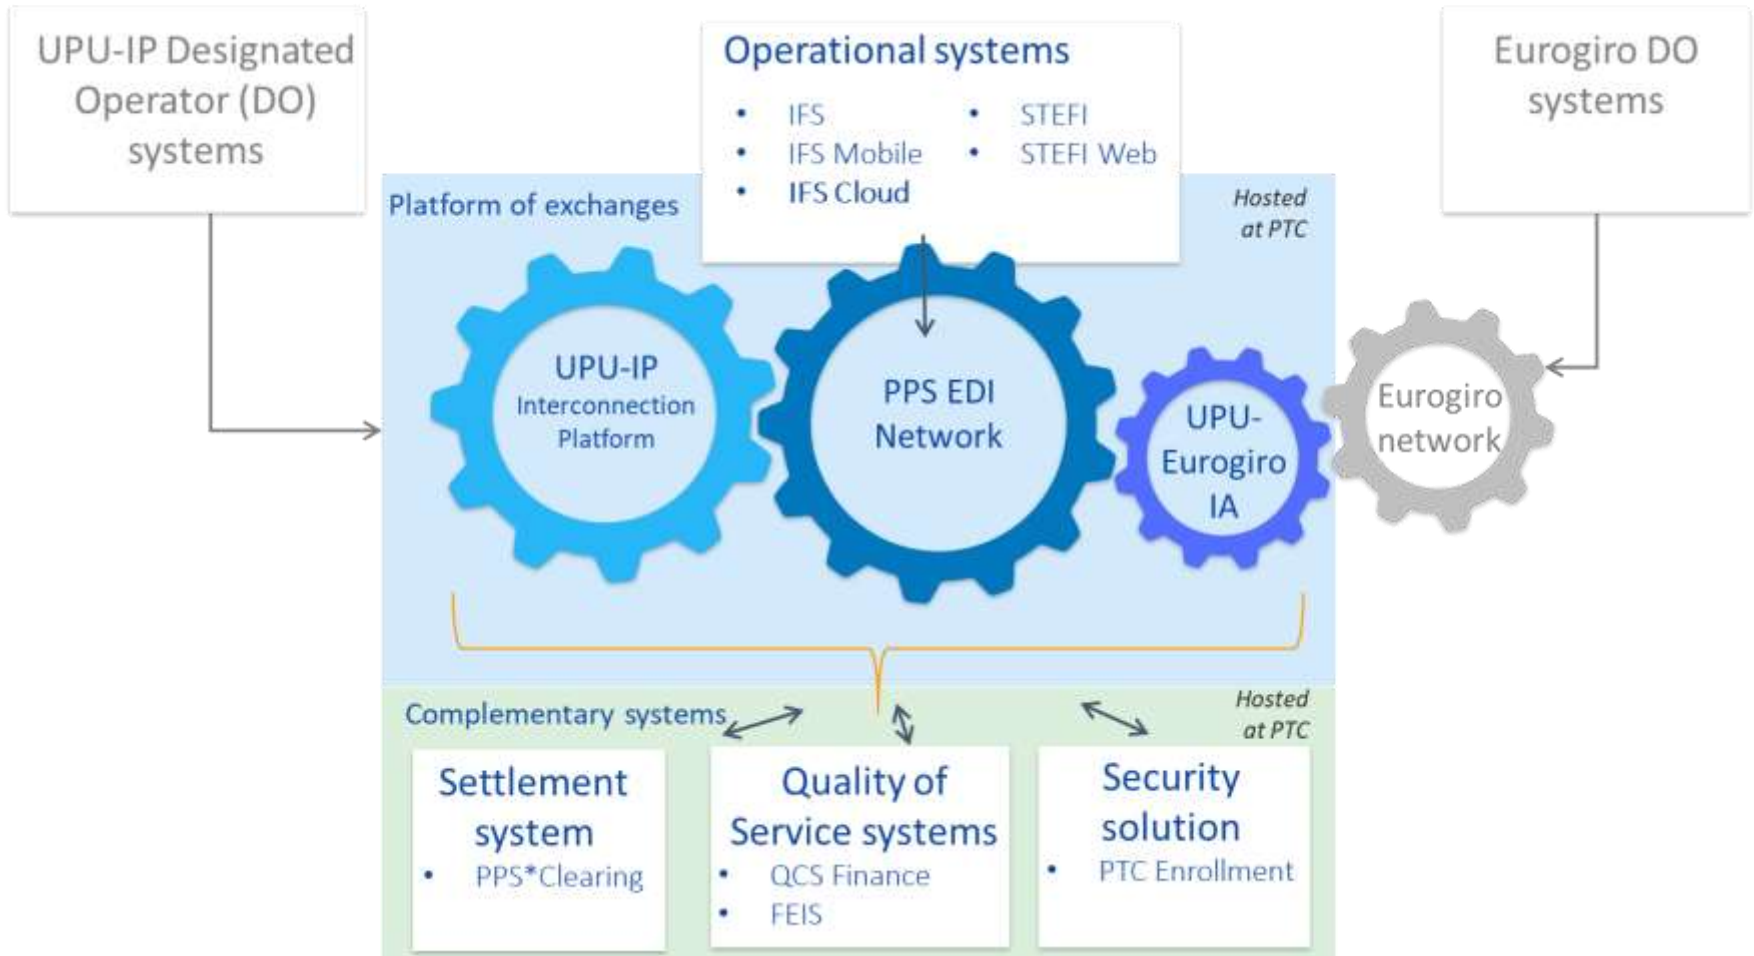 UPU-IP Designated
Operator (DO)
systems
Operational systems
• IFS
• IFS Mobile
• IFS Cloud
• STEFI
• STEFI Web
Eurogiro DO
systems
Platform of exchanges
Hosted
at PTC
UPU-IP
Interconnection
Platform
PPS EDI
Network
UPU-
Eurogiro
IA
Eurogiro
network
Complementary systems
Hosted
at PTC
Settlement
system
• PPS*Clearing
Quality of
Service systems
• QCS Finance
• FEIS
Security
solution
• PTC Enrollment